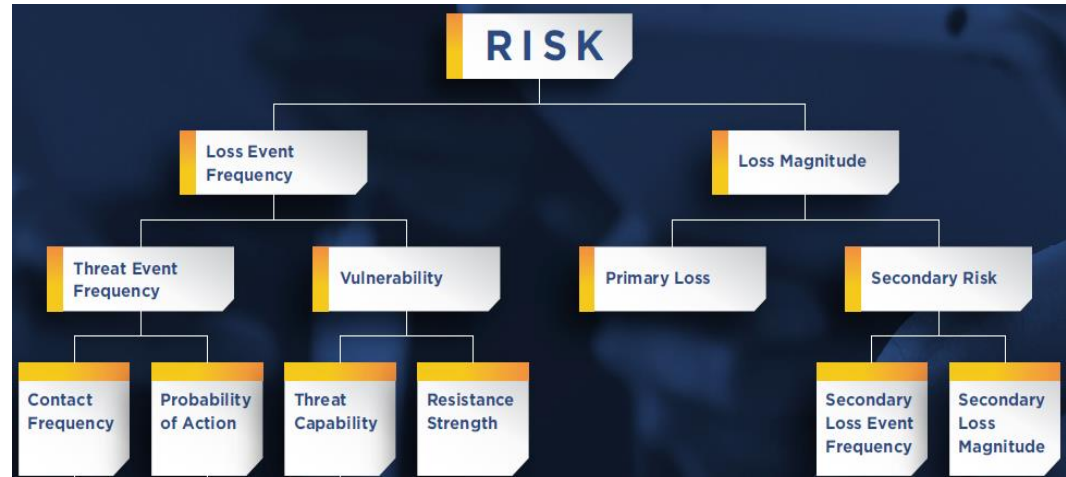 RISK
Loss Event
Frequency
Loss Magnitude
Threat Event
Frequency
Vulnerability
Primary Loss
Secondary Risk
Contact
Frequency
Probability
of Action
Threat
Capability
Resistance
Strength
Secondary
Loss Event
Frequency
Secondary
Loss
Magnitude